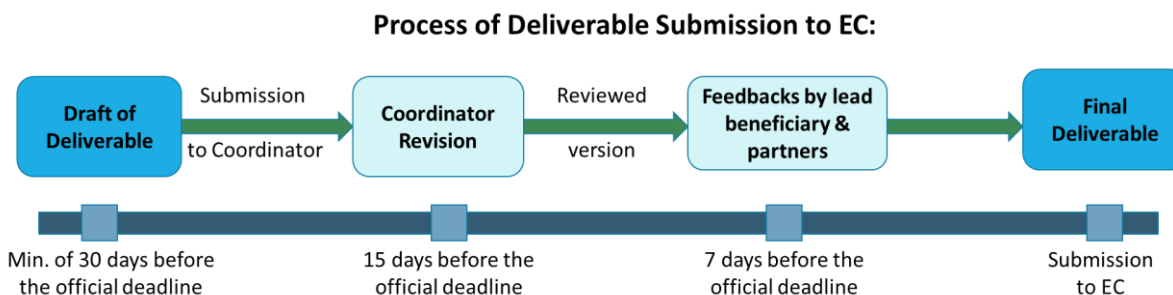 Process of Deliverable Submission to EC:
Draft of
Deliverable
Submission
to Coordinator
Coordinator
Revision
Reviewed
version
Feedbacks by lead
beneficiary &
partners
Final
Deliverable
Min. of 30 days before
the official deadline
15 days before the
official deadline
7 days before the
official deadline
Submission
to EC